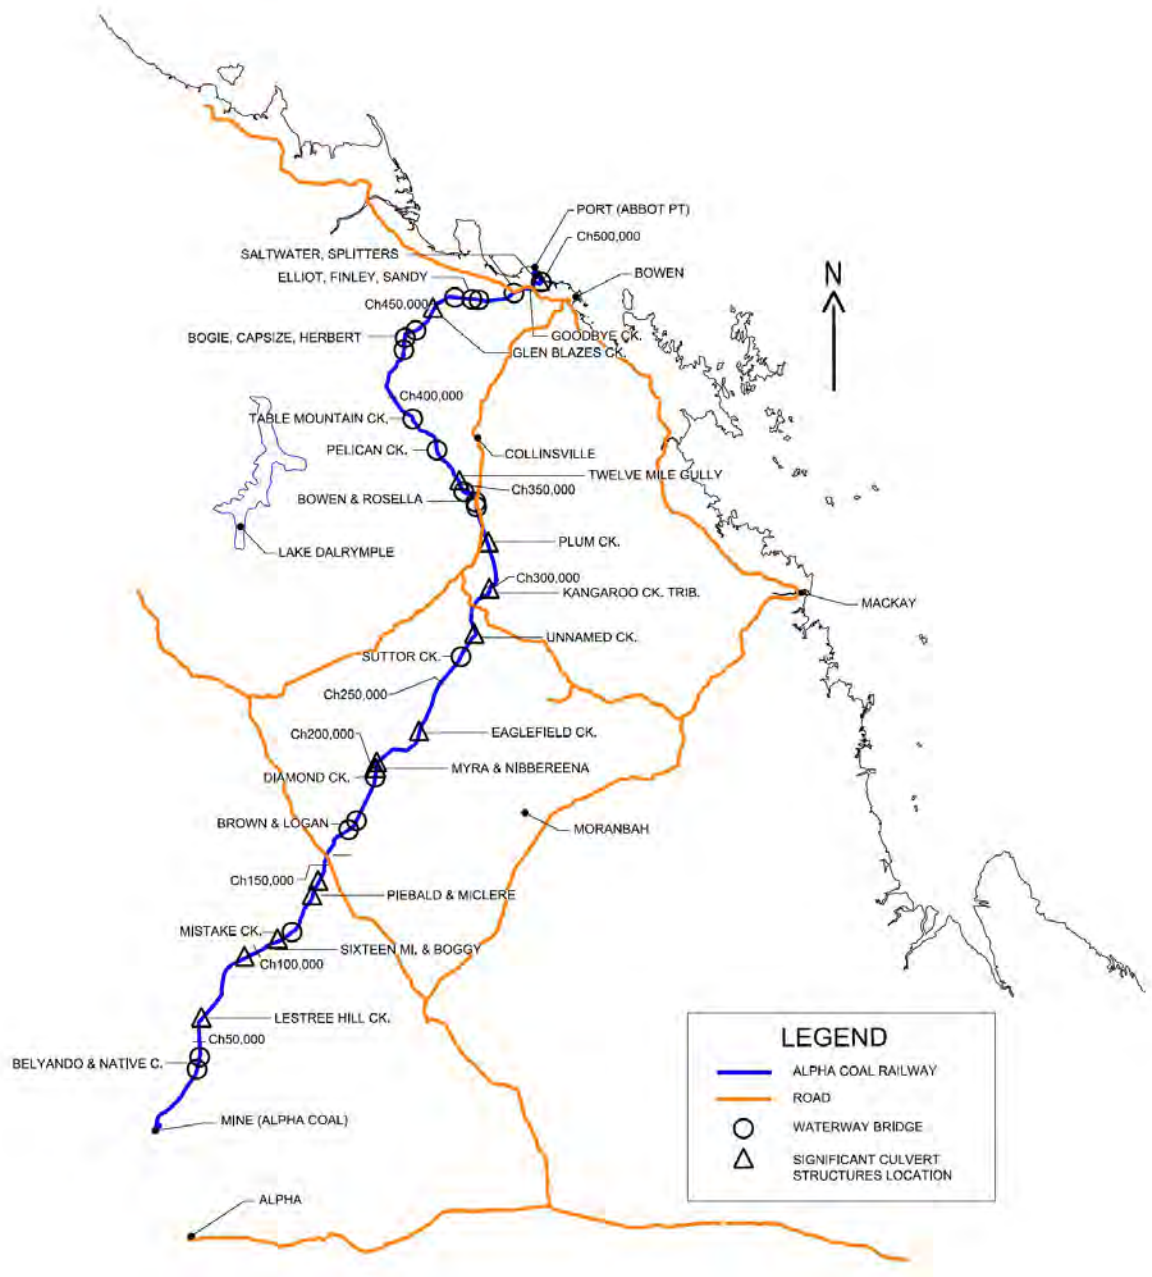 PORT (ABBOT PT)
Ch500,000
SALTWATER, SPLITTERS
N
BOWEN
ELLIOT, FINLEY, SANDY
Ch450,000
BOGIE, CAPSIZE, HERBERT
GOODBYE CK.
GLEN BLAZES CK.
Ch400,000
TABLE MOUNTAIN CK.
PELICAN CK.
COLLINSVILLE
TWELVE MILE GULLY
Ch350,000
BOWEN & ROSELLA
PLUM CK.
LAKE DALRYMPLE
Ch300,000
KANGAROO CK. TRIB.
MACKAY
UNNAMED CK.
SUTTOR CK.
Ch250,000
Ch200,000
EAGLEFIELD CK.
MYRA & NIBBEREENA
DIAMOND CK.
BROWN & LOGAN
MORANBAH
Ch150,000
PIEBALD & MICLERE
MISTAKE CK.
SIXTEEN MI. & BOGGY
Ch100,000
LESTREE HILL CK.
Ch50,000
BELYANDO & NATIVE C.
MINE (ALPHA COAL)
ALPHA
LEGEND
ALPHA COAL RAILWAY
ROAD
WATERWAY BRIDGE
SIGNIFICANT CULVERT
STRUCTURES LOCATION